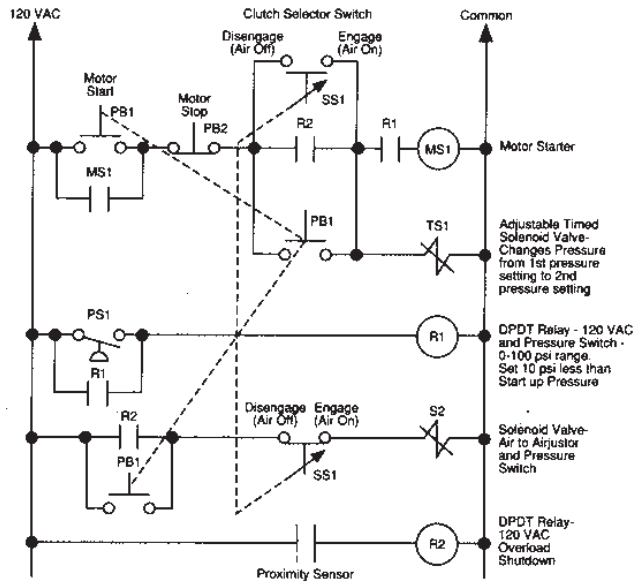 120 VAC
Clutch Selector Switch
Common
Disengage
(Air Off)
Engage
(Air On)
Motor
Start
PB1
Motor
Stop
PB2
SS1
R2
R1
MS1
Motor Starter
MS1
PB1
TS1
Adjustable Timed
Solenoid Valve-
Changes Pressure
from 1st pressure
setting to 2nd
pressure setting
PS1
R1
R1
DPDT Relay - 120 VAC
and Pressure Switch -
0-100 psi range.
Set 10 psi less than
Start up Pressure
R2
PB1
Disengage
(Air Off)
Engage
(Air On)
SS1
S2
Solenoid Valve-
Air to Airjustor
and Pressure
Switch
Proximity Sensor
R2
DPDT Relay-
120 VAC
Overload
Shutdown